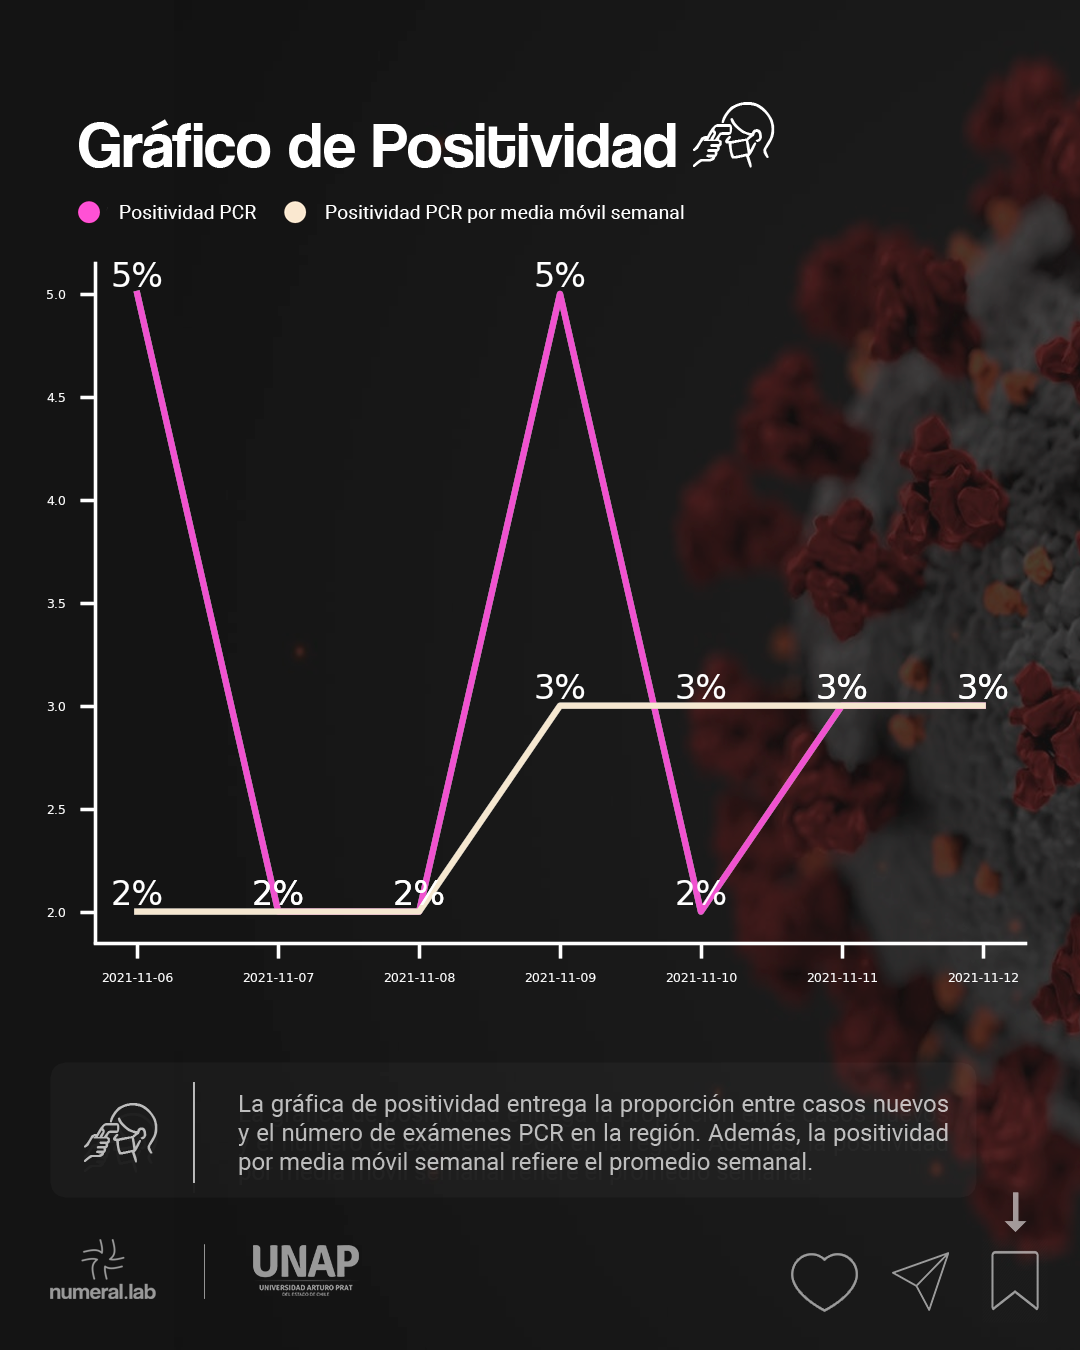 Gráfico de Positividad
Positividad PCR
Positividad PCR por media móvil semanal
5%
5%
5.0
4.5
4.0
3.5
3%
3%
3%
3%
3.0
2.5
2%
2%
2%
2%
2.0
2021-11-06
2021-11-07
2021-11-08
2021-11-09
2021-11-10
2021-11-11
2021-11-12
La gráfica de positividad entrega la proporción entre casos nuevos
y el número de exámenes PCR en la región. Además, la positividad
por media móvil semanal refiere el promedio semanal.
numeral.lab
UNAP
UNIVERSIDAD ARTURO PRAT
DEL ESTADO DE CHILE